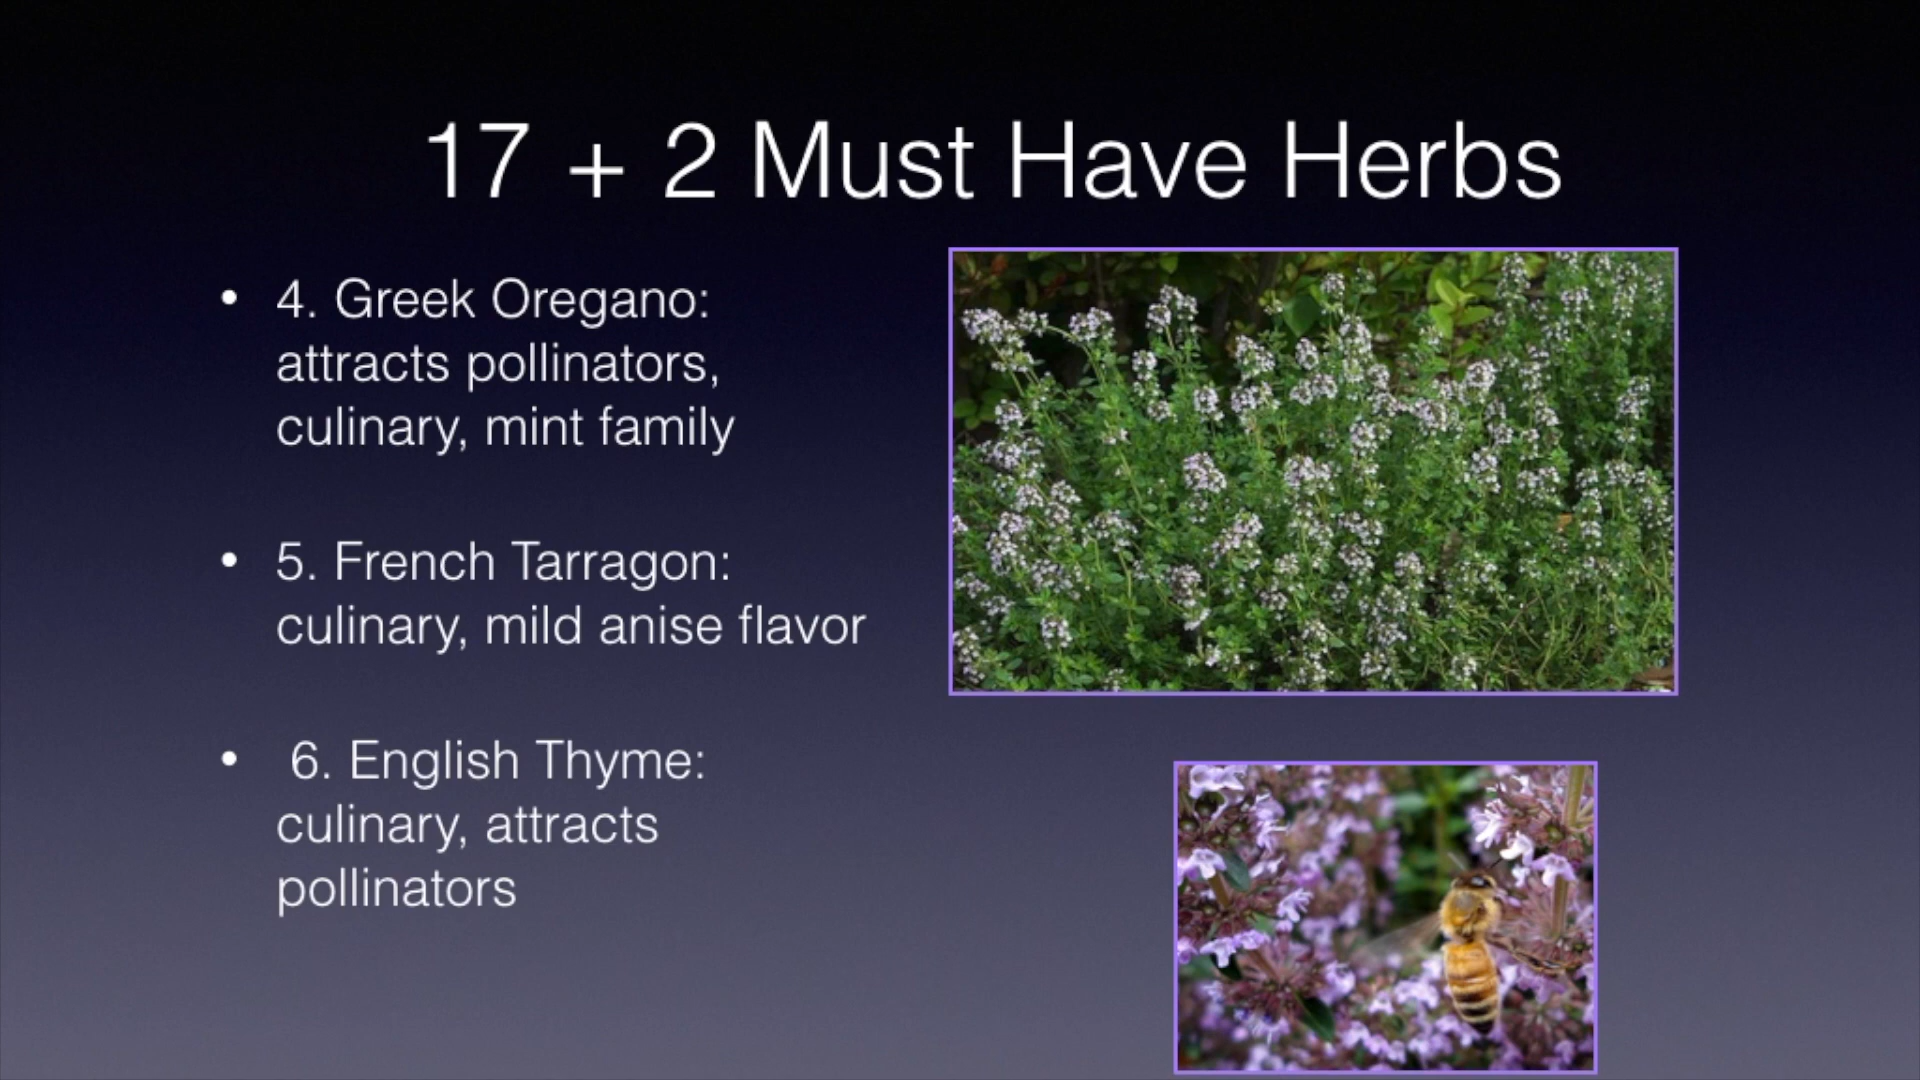 17 + 2 Must Have Herbs
• 4. Greek Oregano:
attracts pollinators,
culinary, mint family
• 5. French Tarragon:
culinary, mild anise flavor
• 6. English Thyme:
culinary, attracts
pollinators